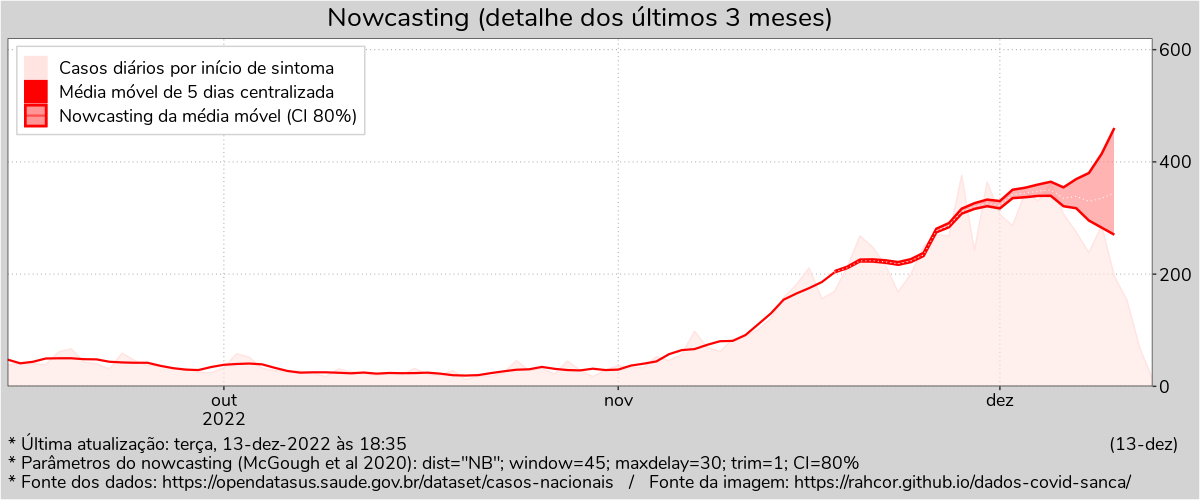 Nowcasting (detalhe dos últimos 3 meses)
Casos diários por início de sintoma
Média móvel de 5 dias centralizada
Nowcasting da média móvel (CI 80%)
600
400
200
0
out
2022
nov
dez
* Última atualização: terça, 13-dez-2022 às 18:35
(13-dez)
* Parâmetros do nowcasting (McGough et al 2020): dist="NB"; window=45; maxdelay=30; trim=1; CI=80%
* Fonte dos dados: https://opendatasus.saude.gov.br/dataset/casos-nacionais / Fonte da imagem: https://rahcor.github.io/dados-covid-sanca/